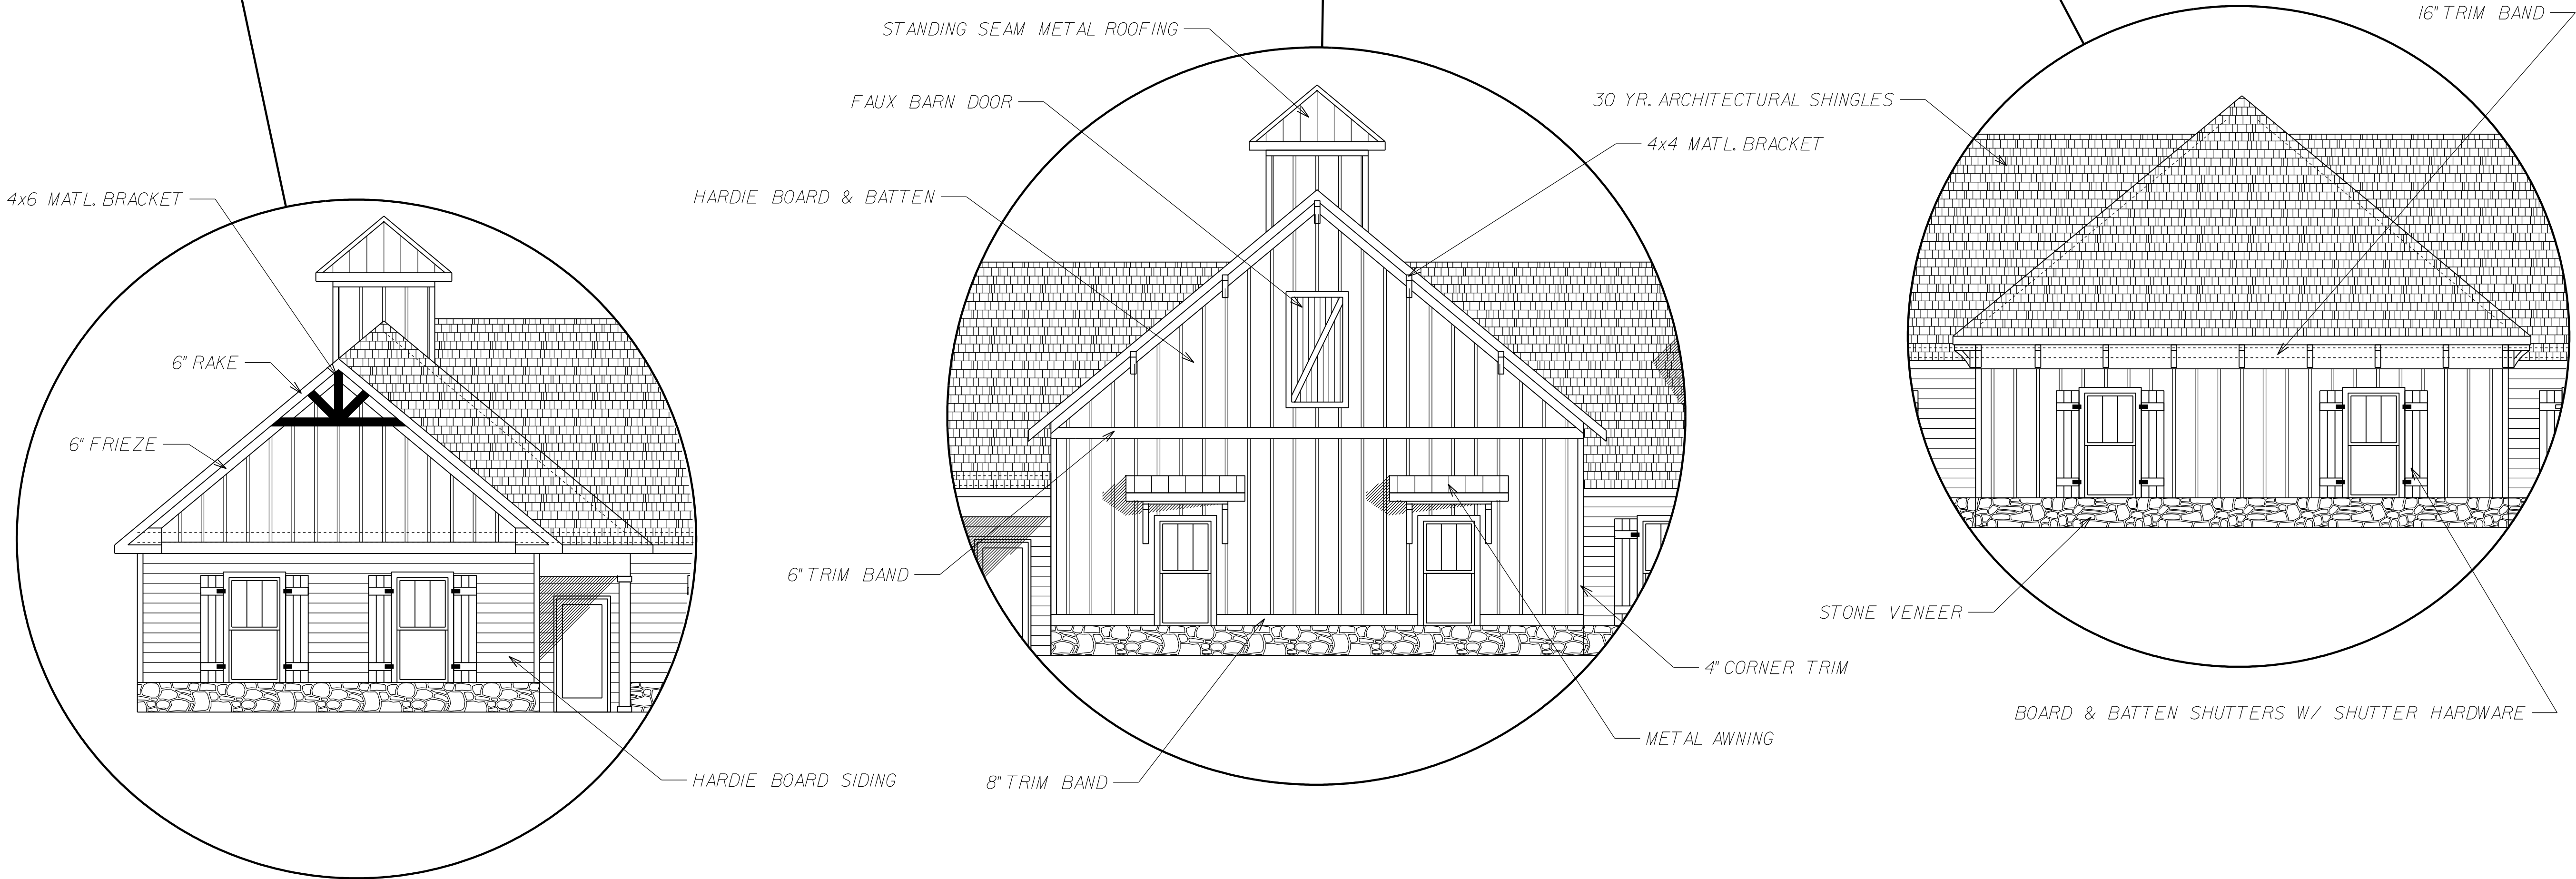 4x6 MATL. BRACKET
6" RAKE
6" FRIEZE
HARDIE BOARD SIDING
STANDING SEAM METAL ROOFING
FAUX BARN DOOR
HARDIE BOARD & BATTEN
4x4 MATL. BRACKET
6" TRIM BAND
8" TRIM BAND
4" CORNER TRIM
METAL AWNING
16" TRIM BAND
30 YR. ARCHITECTURAL SHINGLES
STONE VENEER
BOARD & BATTEN SHUTTERS W/ SHUTTER HARDWARE